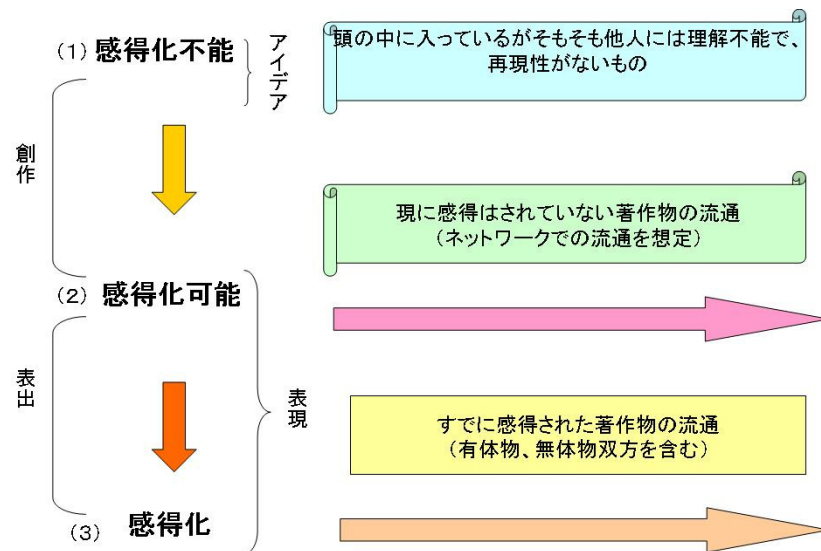 (1) 感得化不能
アイデア
頭の中に入っているがそもそも他人には理解不能で、
再現性がないもの
創作
現に感得はされていない著作物の流通
(ネットワークでの流通を想定)
(2) 感得化可能
表出
表現
すでに感得された著作物の流通
(有体物、無体物双方を含む)
(3) 感得化